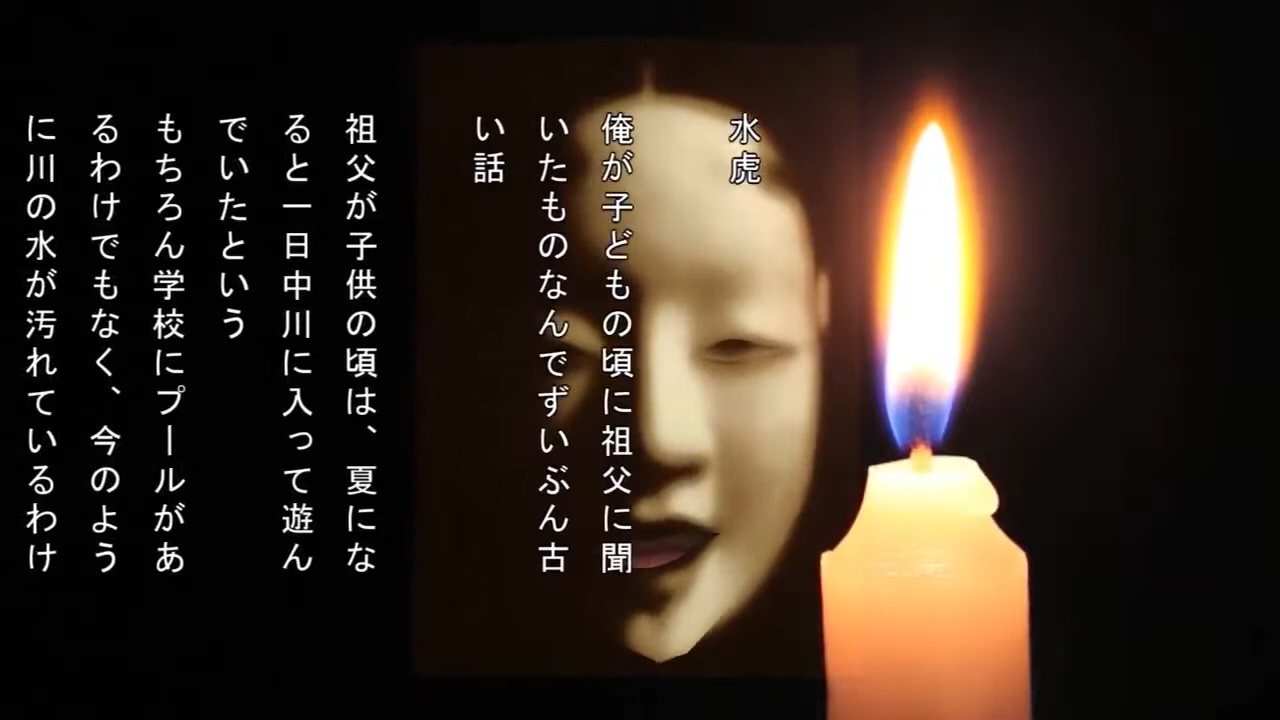 水虎
俺が子どもの頃に祖父に聞
いたものなんでずいぶん古
い話
祖父が子供の頃は、夏にな
ると一日中川に入って遊ん
でいたという
もちろん学校にプールがあ
るわけでもなく、今のよう
に川の水が汚れているわけ